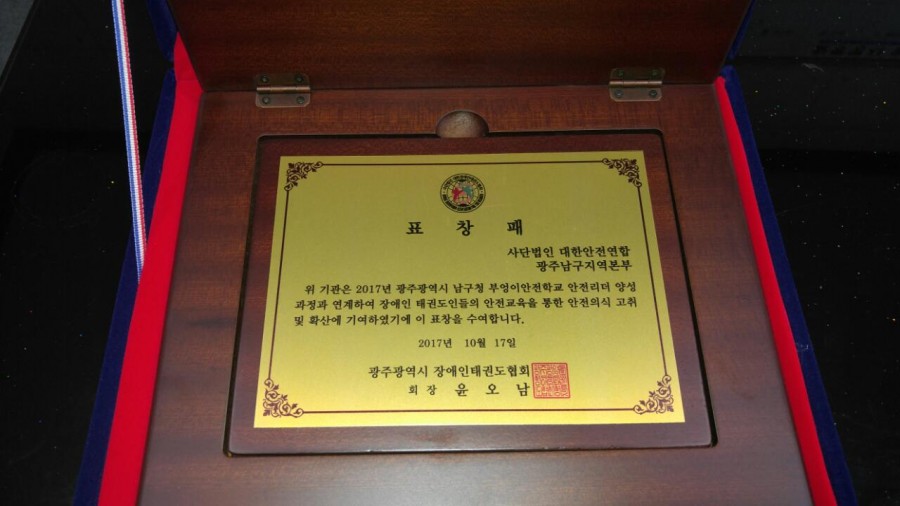 표 창 패
사단법인 대한안전연합
광주남구지역본부
위 기관은 2017년 광주광역시 남구청 부엉이안전학교 안전리더 양성
과정과 연계하여 장애인 태권도인들의 안전교육을 통한 안전의식 고취
및 확산에 기여하였기에 이 표창을 수여합니다.
2017년 10월 17일
광주광역시 장애인태권도협회
회 장 윤 오 남